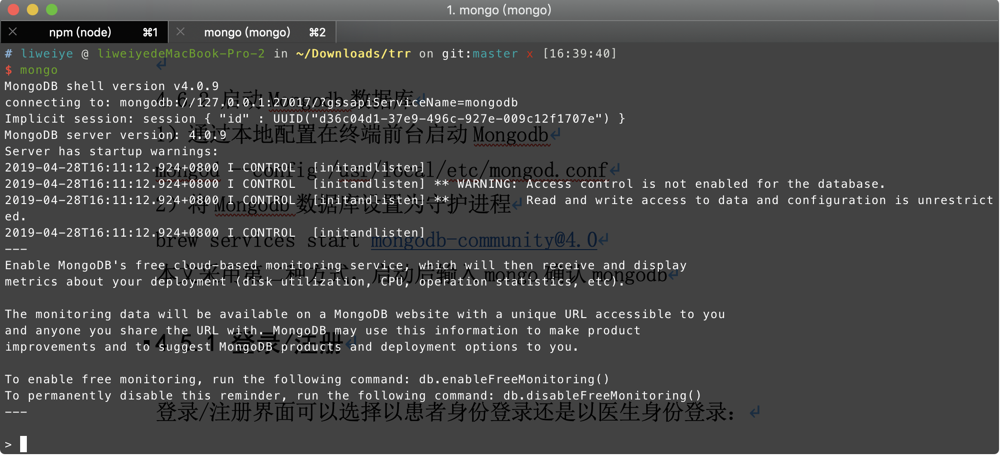 1. mongo (mongo)
npm (node) ⌘1 mongo (mongo) ⌘2
# liweiye @ liweiyedeMacBook-Pro-2 in ~/Downloads/trr on git:master x [16:39:40]
$ mongo
MongoDB shell version v4.0.9
4.6.2 启动 Mongodb 数据库
connecting to: mongodb://127.0.0.1:27017/?gssapiServiceName=mongodb
Implicit session: session { "id" : UUID("d36c04d1-37e9-496c-927e-009c12f1707e") }
1) 通过本地配置在终端前台启动 Mongodb
MongoDB server version: 4.0.9
Server has startup warnings:
2019-04-28T16:11:12.924+0800 I CONTROL  [initandlisten]
mongod --config /usr/local/etc/mongod.conf
2019-04-28T16:11:12.924+0800 I CONTROL  [initandlisten] ** WARNING: Access control is not enabled for the database.
2019-04-28T16:11:12.924+0800 I CONTROL  [initandlisten] **          Read and write access to data and configuration is unrestrict
2) 将 Mongodb 数据库设置为守护进程
ed.
2019-04-28T16:11:12.924+0800 I CONTROL  [initandlisten]
brew services start mongodb-community@4.0
---
Enable MongoDB's free cloud-based monitoring service, which will then receive and display
本文采用第二种方式，启动后输入 mongo 确认 mongodb
metrics about your deployment (disk utilization, CPU, operation statistics, etc).
The monitoring data will be available on a MongoDB website with a unique URL accessible to you
and anyone you share the URL with. MongoDB may use this information to make product
4.5.1 登录/注册
improvements and to suggest MongoDB products and deployment options to you.
To enable free monitoring, run the following command: db.enableFreeMonitoring()
To permanently disable this reminder, run the following command: db.disableFreeMonitoring()
---
登录/注册界面可以选择以患者身份登录还是以医生身份登录：
>